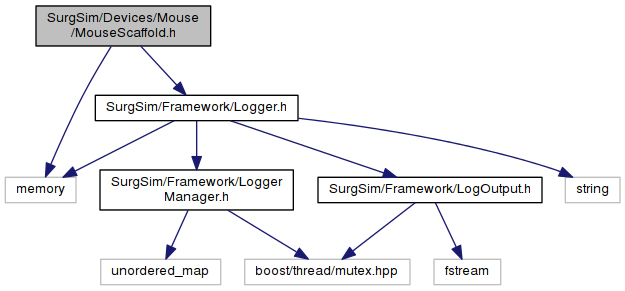 SurgSim/Devices/Mouse
/MouseScaffold.h
SurgSim/Framework/Logger.h
memory
SurgSim/Framework/Logger
Manager.h
SurgSim/Framework/LogOutput.h
string
unordered_map
boost/thread/mutex.hpp
fstream